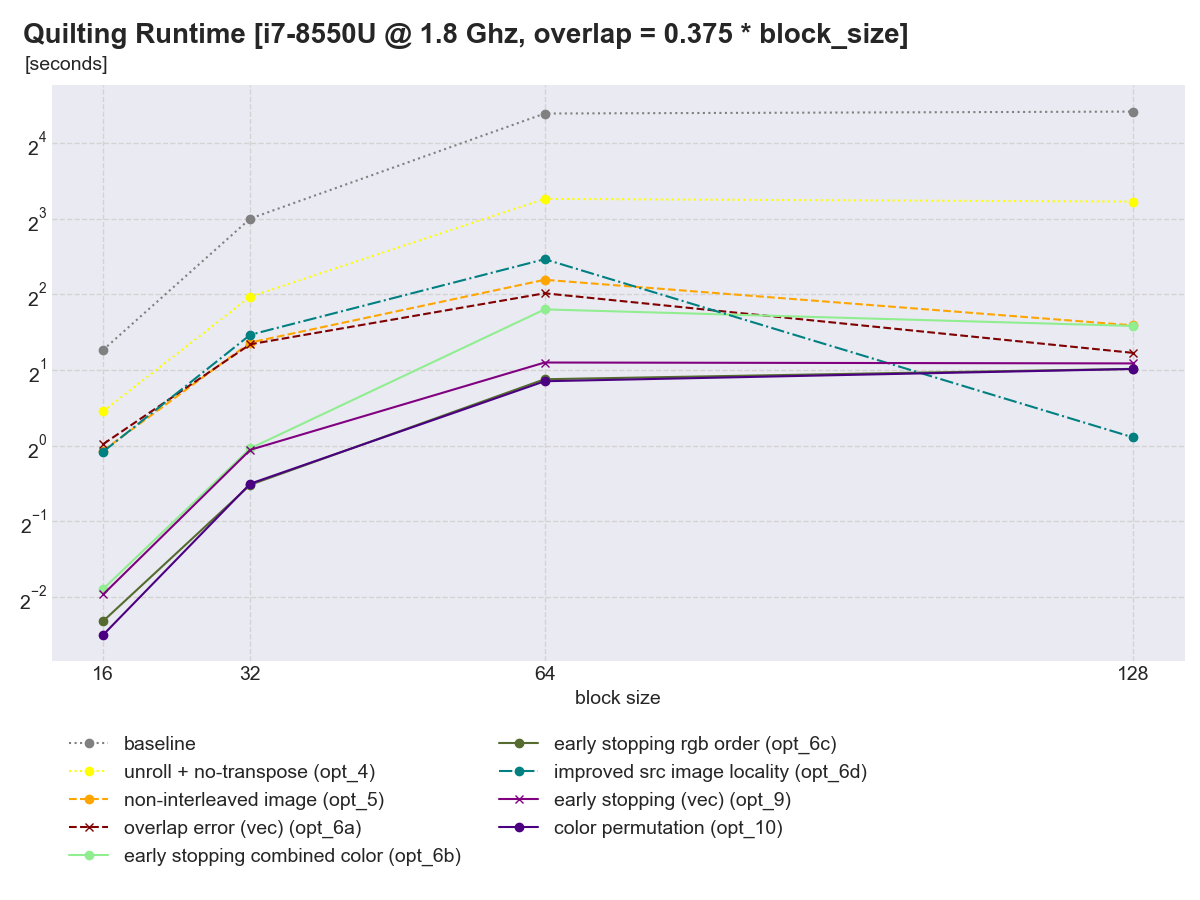 Quilting Runtime [i7-8550U @ 1.8 Ghz, overlap = 0.375 * block_size]
[seconds]
2^4
2^3
2^2
2^1
2^0
2^−1
2^−2
16 32 64 128
block size
baseline
unroll + no-transpose (opt_4)
non-interleaved image (opt_5)
overlap error (vec) (opt_6a)
early stopping combined color (opt_6b)
early stopping rgb order (opt_6c)
improved src image locality (opt_6d)
early stopping (vec) (opt_9)
color permutation (opt_10)